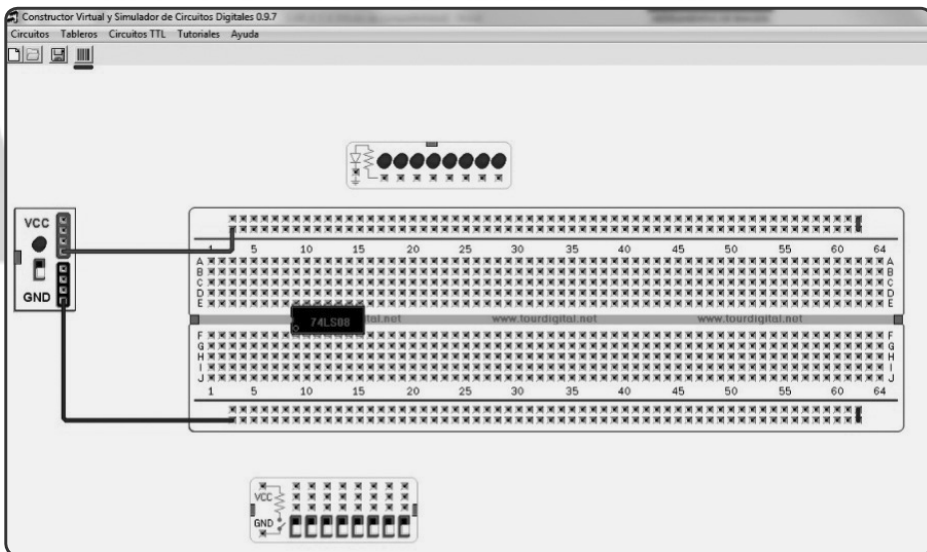 Constructor Virtual y Simulador de Circuitos Digitales 0.9.7
Circuitos Tableros Circuitos TTL Tutoriales Ayuda
VCC
GND
1 5 10 15 20 25 30 35 40 45 50 55 60 64
A A
B B
C C
D D
E E
74LS08 ital.net www.tourdigital.net www.tourdigital.net
F F
G G
H H
I I
J J
1 5 10 15 20 25 30 35 40 45 50 55 60 64
VCC
GND